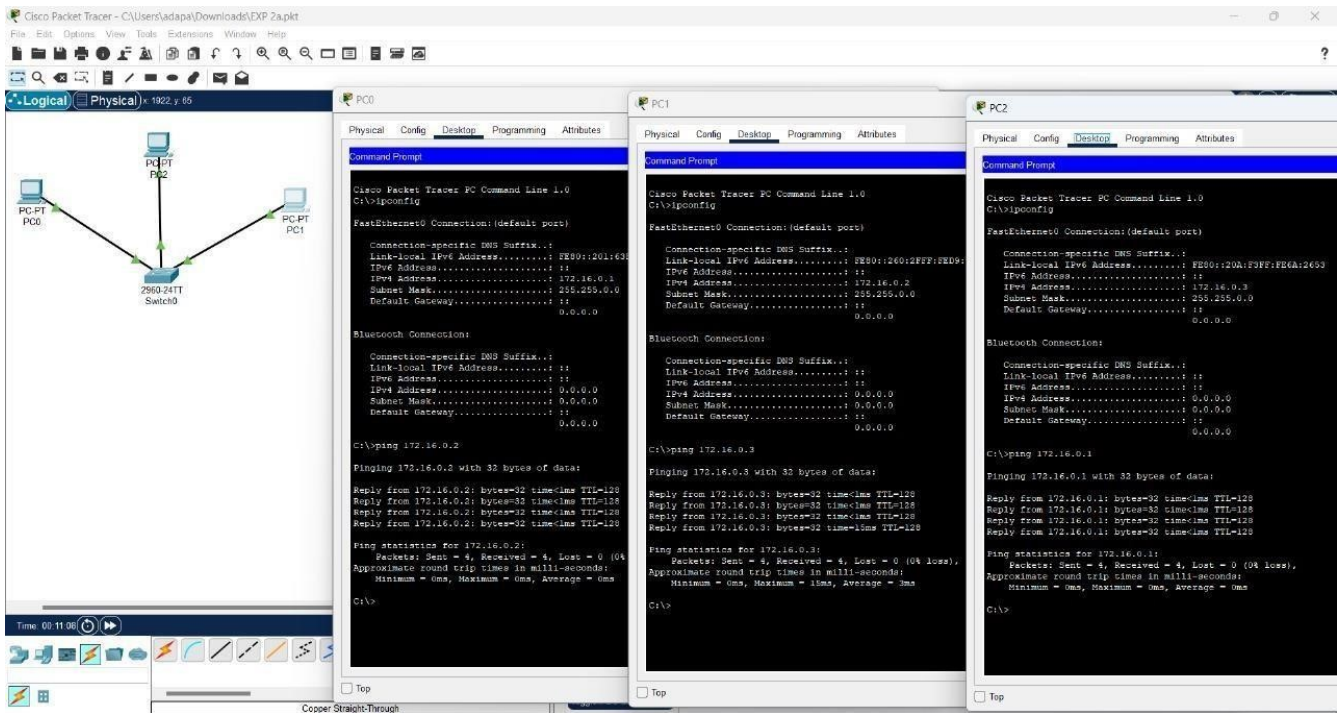 Cisco Packet Tracer - C:\Users\adapa\Downloads\EXP 2a.pkt
File Edit Options View Tools Extensions Window Help
?
Logical Physical x: 1922, y: 65
PC-PT
PC2
PC-PT
PC0
PC-PT
PC1
2960-24TT
Switch0
Time: 00:11:08
Copper Straight-Through
PC0
Physical Config Desktop Programming Attributes
Command Prompt
Cisco Packet Tracer PC Command Line 1.0
C:\>ipconfig
FastEthernet0 Connection:(default port)
Connection-specific DNS Suffix..:
Link-local IPv6 Address.........: FE80::201:63
IPv6 Address....................: ::
IPv4 Address....................: 172.16.0.1
Subnet Mask.....................: 255.255.0.0
Default Gateway.................: ::
0.0.0.0
Bluetooth Connection:
Connection-specific DNS Suffix..:
Link-local IPv6 Address.........: ::
IPv6 Address....................: ::
IPv4 Address....................: 0.0.0.0
Subnet Mask.....................: 0.0.0.0
Default Gateway.................: ::
0.0.0.0
C:\>ping 172.16.0.2
Pinging 172.16.0.2 with 32 bytes of data:
Reply from 172.16.0.2: bytes=32 time<1ms TTL=128
Reply from 172.16.0.2: bytes=32 time<1ms TTL=128
Reply from 172.16.0.2: bytes=32 time<1ms TTL=128
Reply from 172.16.0.2: bytes=32 time<1ms TTL=128
Ping statistics for 172.16.0.2:
Packets: Sent = 4, Received = 4, Lost = 0 (0%
Approximate round trip times in milli-seconds:
Minimum = 0ms, Maximum = 0ms, Average = 0ms
C:\>
Top
PC1
Physical Config Desktop Programming Attributes
Command Prompt
Cisco Packet Tracer PC Command Line 1.0
C:\>ipconfig
FastEthernet0 Connection:(default port)
Connection-specific DNS Suffix..:
Link-local IPv6 Address.........: FE80::260:2FFF:FED9:
IPv6 Address....................: ::
IPv4 Address....................: 172.16.0.2
Subnet Mask.....................: 255.255.0.0
Default Gateway.................: ::
0.0.0.0
Bluetooth Connection:
Connection-specific DNS Suffix..:
Link-local IPv6 Address.........: ::
IPv6 Address....................: ::
IPv4 Address....................: 0.0.0.0
Subnet Mask.....................: 0.0.0.0
Default Gateway.................: ::
0.0.0.0
C:\>ping 172.16.0.3
Pinging 172.16.0.3 with 32 bytes of data:
Reply from 172.16.0.3: bytes=32 time<1ms TTL=128
Reply from 172.16.0.3: bytes=32 time<1ms TTL=128
Reply from 172.16.0.3: bytes=32 time<1ms TTL=128
Reply from 172.16.0.3: bytes=32 time=15ms TTL=128
Ping statistics for 172.16.0.3:
Packets: Sent = 4, Received = 4, Lost = 0 (0% loss),
Approximate round trip times in milli-seconds:
Minimum = 0ms, Maximum = 15ms, Average = 3ms
C:\>
Top
PC2
Physical Config Desktop Programming Attributes
Command Prompt
Cisco Packet Tracer PC Command Line 1.0
C:\>ipconfig
FastEthernet0 Connection:(default port)
Connection-specific DNS Suffix..:
Link-local IPv6 Address.........: FE80::20A:F3FF:FE6A:2653
IPv6 Address....................: ::
IPv4 Address....................: 172.16.0.3
Subnet Mask.....................: 255.255.0.0
Default Gateway.................: ::
0.0.0.0
Bluetooth Connection:
Connection-specific DNS Suffix..:
Link-local IPv6 Address.........: ::
IPv6 Address....................: ::
IPv4 Address....................: 0.0.0.0
Subnet Mask.....................: 0.0.0.0
Default Gateway.................: ::
0.0.0.0
C:\>ping 172.16.0.1
Pinging 172.16.0.1 with 32 bytes of data:
Reply from 172.16.0.1: bytes=32 time<1ms TTL=128
Reply from 172.16.0.1: bytes=32 time<1ms TTL=128
Reply from 172.16.0.1: bytes=32 time<1ms TTL=128
Reply from 172.16.0.1: bytes=32 time<1ms TTL=128
Ping statistics for 172.16.0.1:
Packets: Sent = 4, Received = 4, Lost = 0 (0% loss),
Approximate round trip times in milli-seconds:
Minimum = 0ms, Maximum = 0ms, Average = 0ms
C:\>
Top